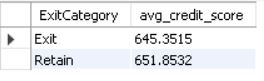 ExitCategory avg_credit_score
Exit 645.3515
Retain 651.8532